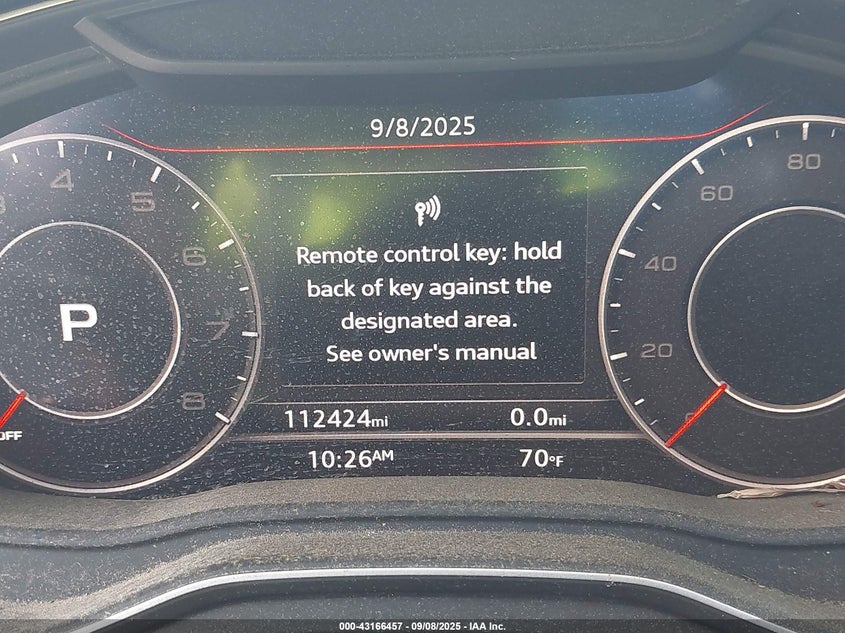 9/8/2025
4
5
6
7
8
P
OFF
Remote control key: hold
back of key against the
designated area.
See owner's manual
80
60
40
20
112424mi 0.0mi
10:26AM 70°F
000-43166457 - 09/08/2025 - IAA Inc.